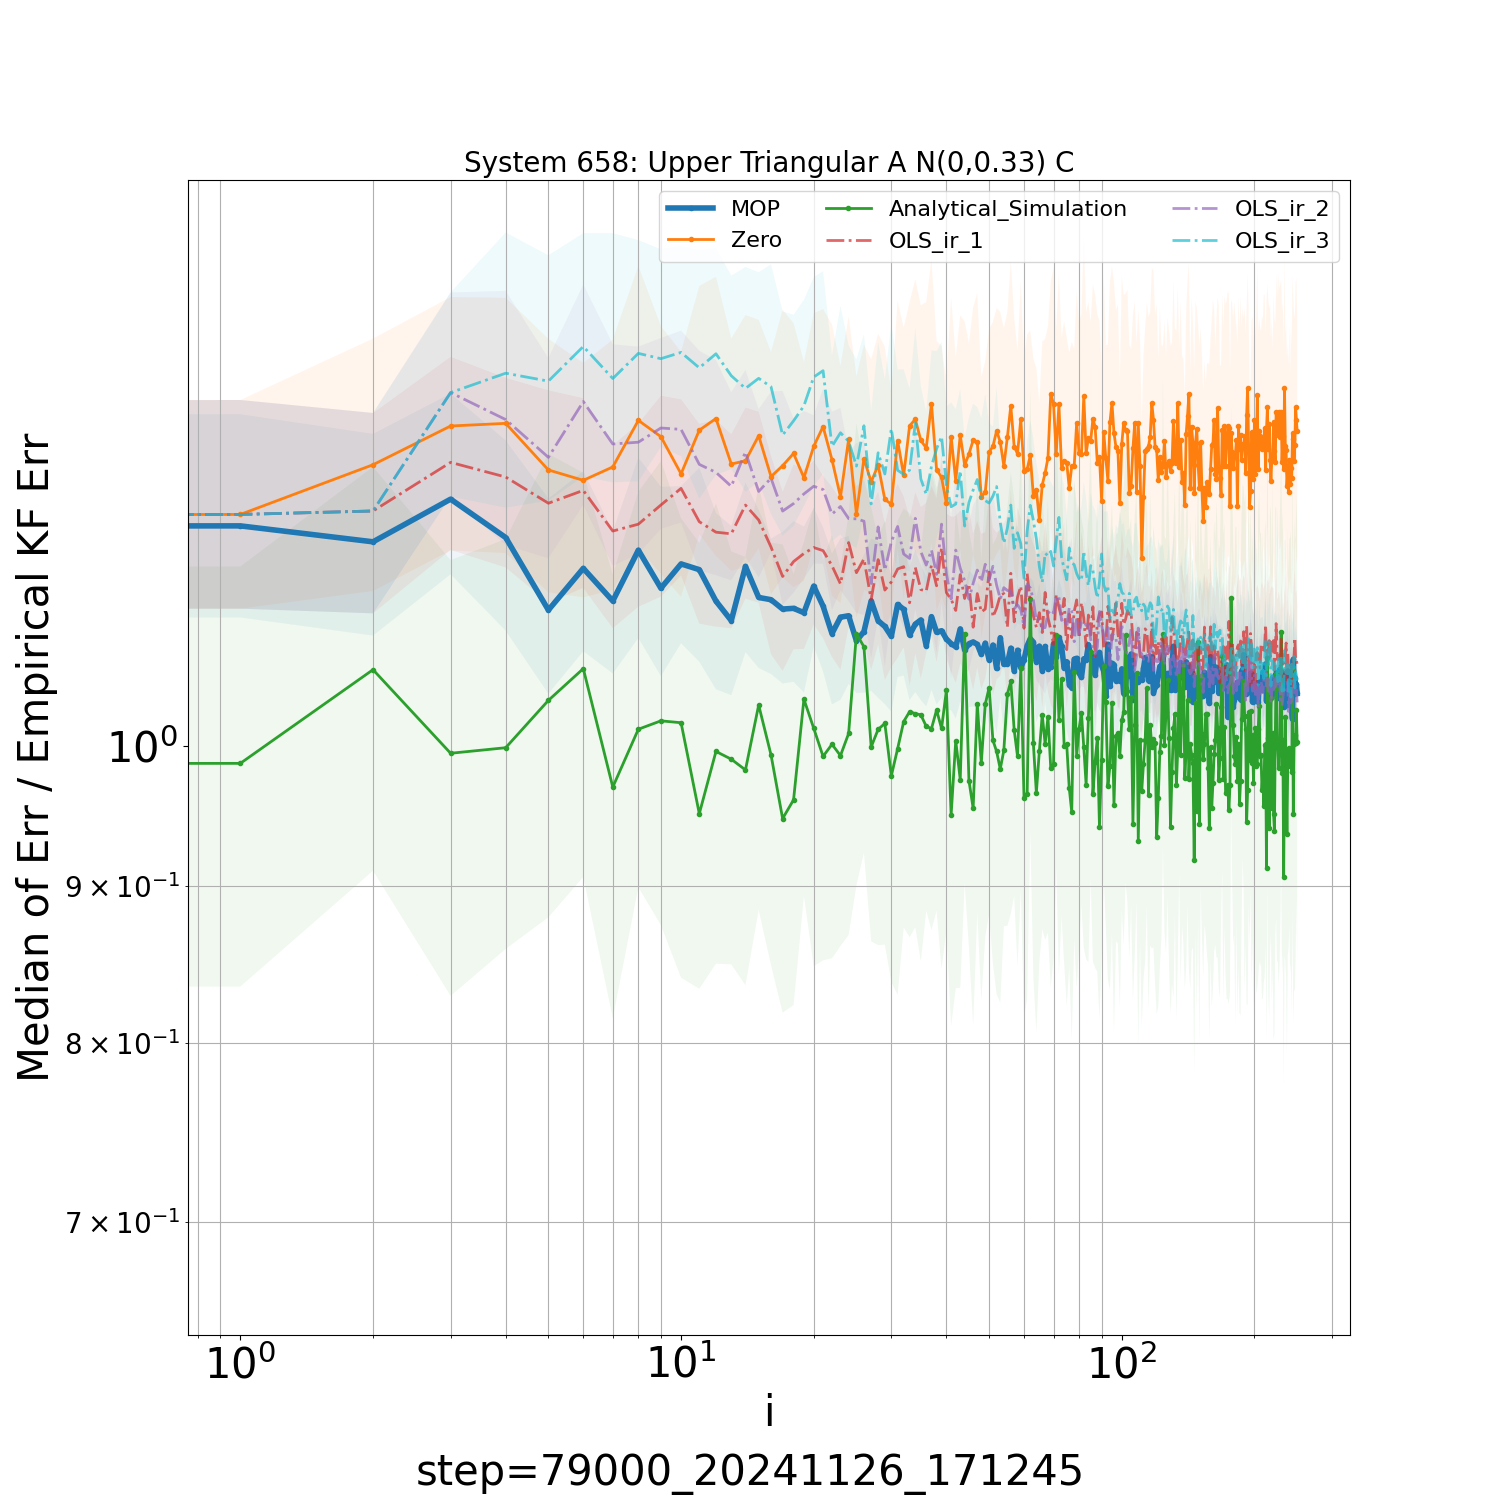 System 658: Upper Triangular A N(0,0.33) C
MOP
Zero
Analytical_Simulation
OLS_ir_1
OLS_ir_2
OLS_ir_3
Median of Err / Empirical KF Err
10⁰
9 × 10⁻¹
8 × 10⁻¹
7 × 10⁻¹
10⁰ 10¹ 10²
i
step=79000_20241126_171245